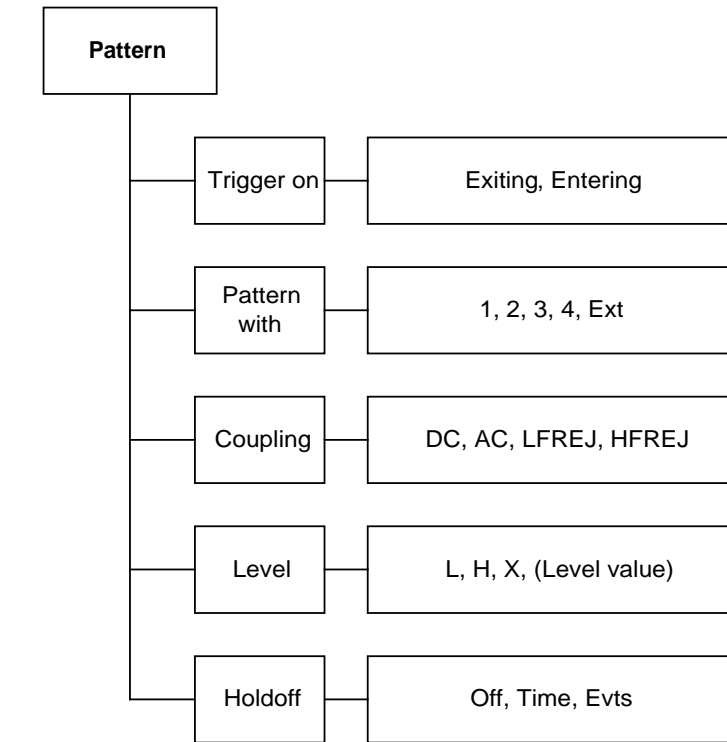 Pattern
Trigger on
Exiting, Entering
Pattern
with
1, 2, 3, 4, Ext
Coupling
DC, AC, LFREJ, HFREJ
Level
L, H, X, (Level value)
Holdoff
Off, Time, Evts